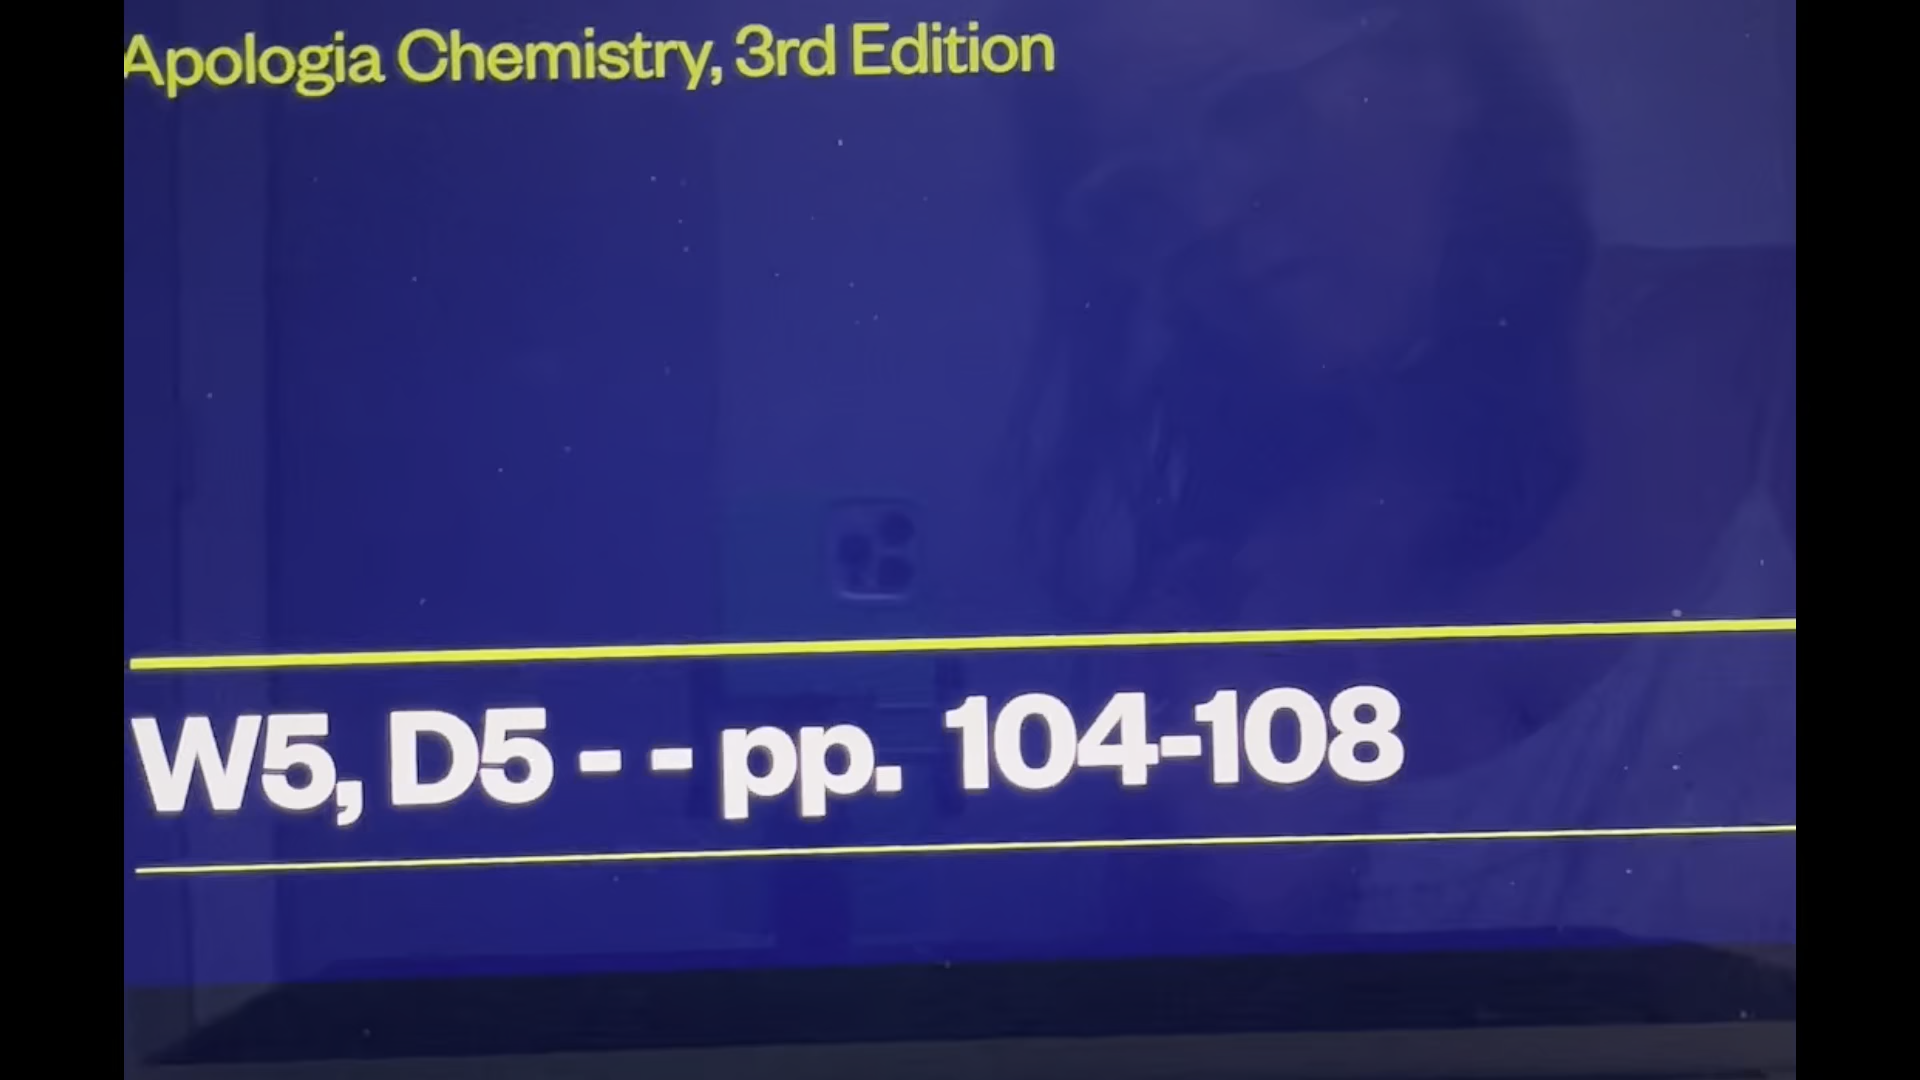 Apologia Chemistry, 3rd Edition
W5, D5 - - pp. 104-108